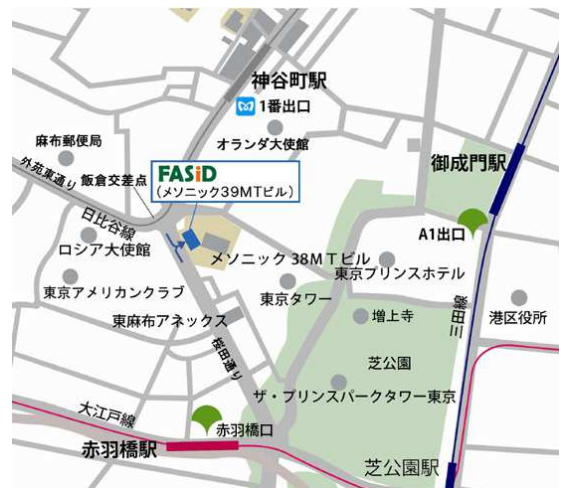 神谷町駅
1番出口
オランダ大使館
麻布郵便局
外苑東通り
飯倉交差点
FASiD
(メソニック39MTビル)
御成門駅
A1出口
日比谷線
ロシア大使館
メソニック 38MTビル
東京プリンスホテル
東京アメリカンクラブ
東京タワー
三田線
港区役所
東麻布アネックス
増上寺
桜田通り
芝公園
ザ・プリンスパークタワー東京
大江戸線
赤羽橋口
赤羽橋駅
芝公園駅